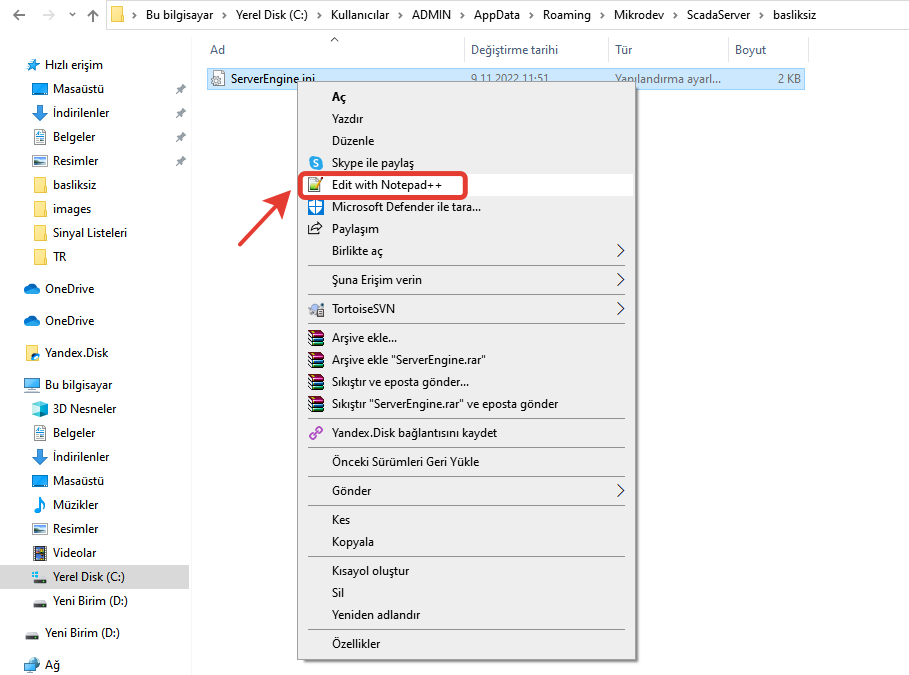 Bu bilgisayar > Yerel Disk (C:) > Kullanıcılar > ADMIN > AppData > Roaming > Mikrodev > ScadaServer > basliksiz
Ad Değiştirme tarihi Tür Boyut
ServerEngine.ini 9.11.2022 11:51 Yapılandırma ayarl... 2 KB
Hızlı erişim
Masaüstü
İndirilenler
Belgeler
Resimler
basliksiz
images
Sinyal Listeleri
TR
OneDrive
OneDrive
Yandex.Disk
Bu bilgisayar
3D Nesneler
Belgeler
İndirilenler
Masaüstü
Müzikler
Resimler
Videolar
Yerel Disk (C:)
Yeni Birim (D:)
Yeni Birim (D:)
Ağ
Aç
Yazdır
Düzenle
Skype ile paylaş
Edit with Notepad++
Microsoft Defender ile tara...
Paylaşım
Birlikte aç
Şuna Erişim verin
TortoiseSVN
Arşive ekle...
Arşive ekle "ServerEngine.rar"
Sıkıştır ve eposta gönder...
Sıkıştır "ServerEngine.rar" ve eposta gönder
Yandex.Disk bağlantısını kaydet
Önceki Sürümleri Geri Yükle
Gönder
Kes
Kopyala
Kısayol oluştur
Sil
Yeniden adlandır
Özellikler